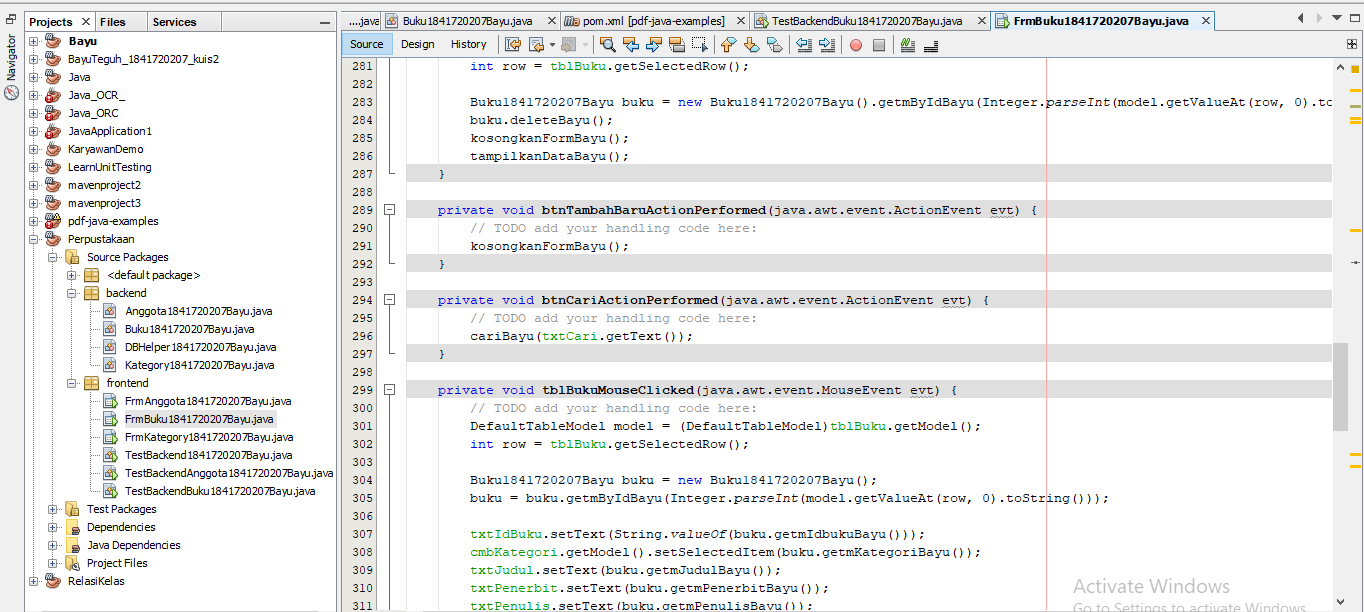 Projects × Files Services
Navigator
Bayu
BayuTeguh_1841720207_kuis2
Java
Java_OCR_
Java_ORC
JavaApplication1
KaryawanDemo
LearnUnitTesting
mavenproject2
mavenproject3
pdf-java-examples
Perpustakaan
Source Packages
<default package>
backend
Anggota1841720207Bayu.java
Buku1841720207Bayu.java
DBHelper1841720207Bayu.java
Kategory1841720207Bayu.java
frontend
FrmAnggota1841720207Bayu.java
FrmBuku1841720207Bayu.java
FrmKategory1841720207Bayu.java
TestBackend1841720207Bayu.java
TestBackendAnggota1841720207Bayu.java
TestBackendBuku1841720207Bayu.java
Test Packages
Dependencies
Java Dependencies
Project Files
RelasiKelas
....java Buku1841720207Bayu.java × pom.xml [pdf-java-examples] × TestBackendBuku1841720207Bayu.java × FrmBuku1841720207Bayu.java ×
Source Design History
281 int row = tblBuku.getSelectedRow();
282
283 Buku1841720207Bayu buku = new Buku1841720207Bayu().getmByIdBayu(Integer.parseInt(model.getValueAt(row, 0).to
284 buku.deleteBayu();
285 kosongkanFormBayu();
286 tampilkanDataBayu();
287 }
288
289 private void btnTambahBaruActionPerformed(java.awt.event.ActionEvent evt) {
290 // TODO add your handling code here:
291 kosongkanFormBayu();
292 }
293
294 private void btnCariActionPerformed(java.awt.event.ActionEvent evt) {
295 // TODO add your handling code here:
296 cariBayu(txtCari.getText());
297 }
298
299 private void tblBukuMouseClicked(java.awt.event.MouseEvent evt) {
300 // TODO add your handling code here:
301 DefaultTableModel model = (DefaultTableModel)tblBuku.getModel();
302 int row = tblBuku.getSelectedRow();
303
304 Buku1841720207Bayu buku = new Buku1841720207Bayu();
305 buku = buku.getmByIdBayu(Integer.parseInt(model.getValueAt(row, 0).toString()));
306
307 txtIdBuku.setText(String.valueOf(buku.getmIdbukuBayu()));
308 cmbKategori.getModel().setSelectedItem(buku.getmKategoriBayu());
309 txtJudul.setText(buku.getmJudulBayu());
310 txtPenerbit.setText(buku.getmPenerbitBayu());
311 txtPenulis.setText(buku.getmPenulisBayu());
Activate Windows
Go to Settings to activate Windows.